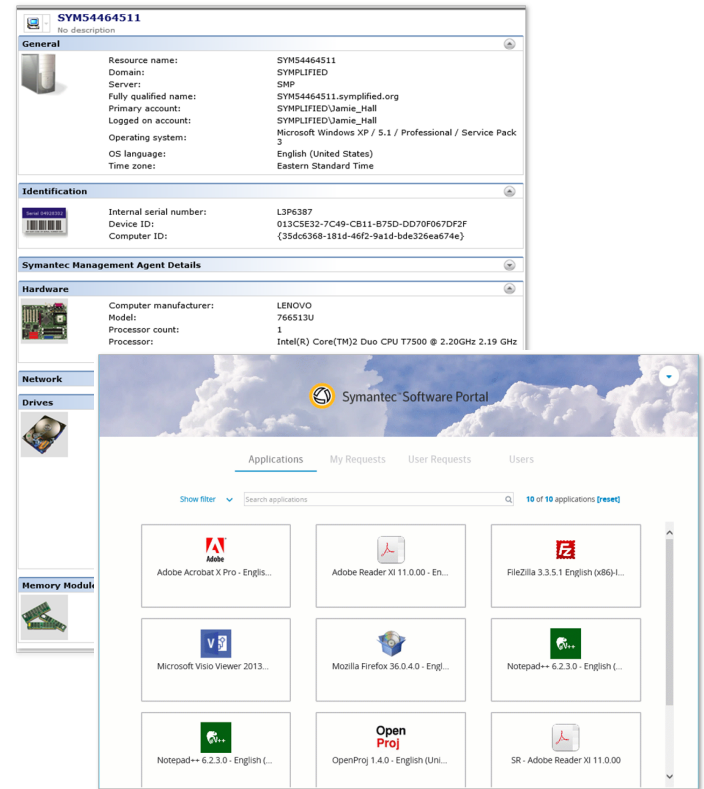 SYM54464511
No description
General
Resource name: SYM54464511
Domain: SYMPLIFIED
Server: SMP
Fully qualified name: SYM54464511.symplified.org
Primary account: SYMPLIFIED\Jamie_Hall
Logged on account: SYMPLIFIED\Jamie_Hall
Operating system: Microsoft Windows XP / 5.1 / Professional / Service Pack
3
OS language: English (United States)
Time zone: Eastern Standard Time
Identification
Internal serial number: L3P6387
Device ID: 013C5E32-7C49-CB11-B75D-DD70F067DF2F
Computer ID: {35dc6368-181d-46f2-9a1d-bde326ea674e}
Symantec Management Agent Details
Hardware
Computer manufacturer: LENOVO
Model: 766513U
Processor count: 1
Processor: Intel(R) Core(TM)2 Duo CPU T7500 @ 2.20GHz 2.19 GHz
Network
Drives
Memory Module
Symantec™ Software Portal
Applications My Requests User Requests Users
Show filter Search applications 10 of 10 applications [reset]
Adobe
Adobe Acrobat X Pro - Englis...
Adobe Reader XI 11.0.00 - En...
FileZilla 3.3.5.1 English (x86)-I...
Microsoft Visio Viewer 2013...
Mozilla Firefox 36.0.4.0 - Engl...
Notepad++ 6.2.3.0 - English (...
Notepad++ 6.2.3.0 - English (...
Open
Proj
OpenProj 1.4.0 - English (Uni...
SR - Adobe Reader XI 11.0.00